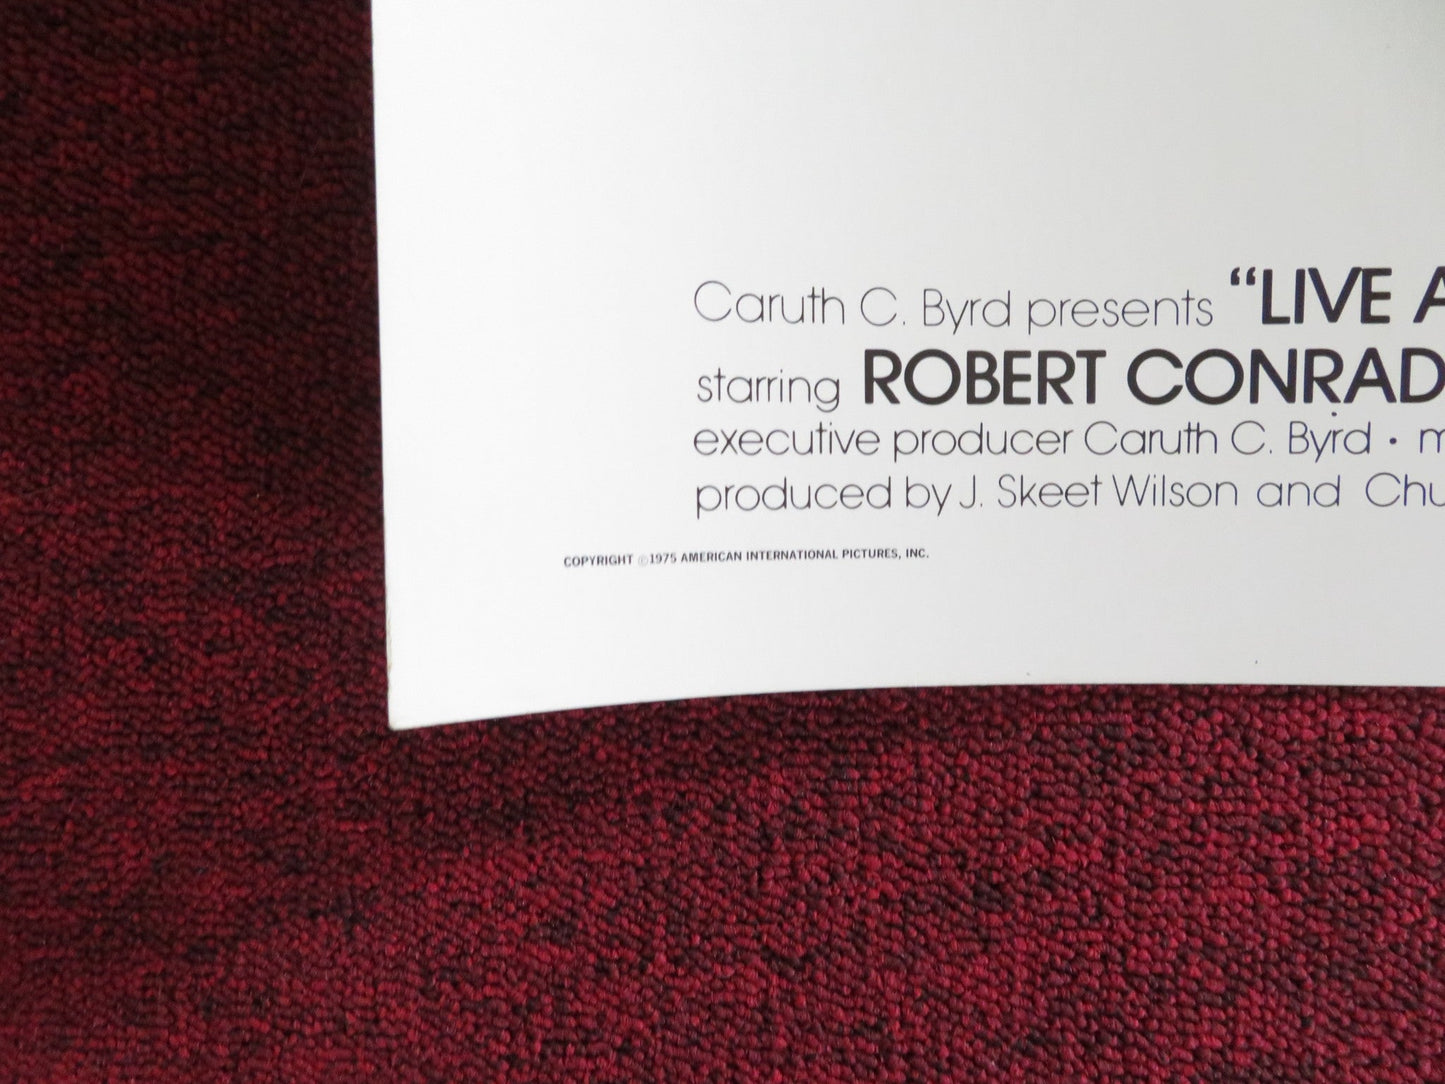 Caruth C. Byrd presents "LIVE A
starring ROBERT CONRAD
executive producer Caruth C. Byrd • m
produced by J. Skeet Wilson and Chu
COPYRIGHT ©1975 AMERICAN INTERNATIONAL PICTURES, INC.